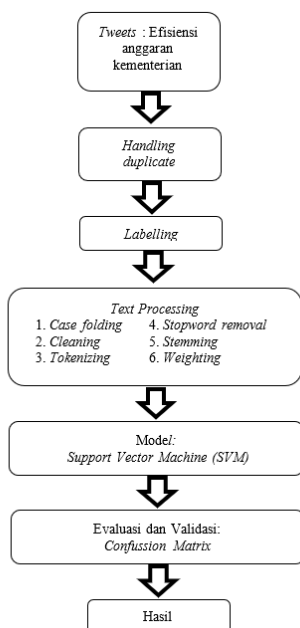 Tweets : Efisiensi
anggaran
kementerian
Handling
duplicate
Labelling
Text Processing
1. Case folding 4. Stopword removal
2. Cleaning 5. Stemming
3. Tokenizing 6. Weighting
Model:
Support Vector Machine (SVM)
Evaluasi dan Validasi:
Confussion Matrix
Hasil